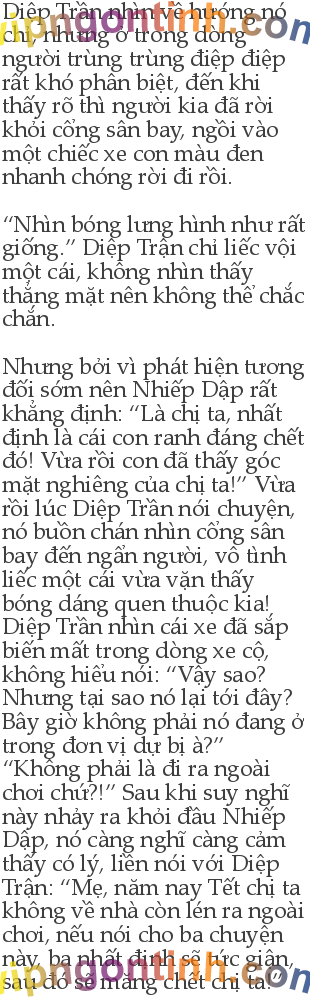 Diệp Trần nhìn về hướng nó
chỉ, nhưng ở trong dòng
người trùng trùng điệp điệp
rất khó phân biệt, đến khi
thấy rõ thì người kia đã rời
khỏi cổng sân bay, ngồi vào
một chiếc xe con màu đen
nhanh chóng rời đi rồi.
“Nhìn bóng lưng hình như rất
giống.” Diệp Trận chỉ liếc vội
một cái, không nhìn thấy
thẳng mặt nên không thể chắc
chắn.
Nhưng bởi vì phát hiện tương
đối sớm nên Nhiếp Dập rất
khẳng định: “Là chị ta, nhất
định là cái con ranh đáng chết
đó! Vừa rồi con đã thấy góc
mặt nghiêng của chị ta!” Vừa
rồi lúc Diệp Trần nói chuyện,
nó buồn chán nhìn cổng sân
bay đến ngẩn người, vô tình
liếc một cái vừa vặn thấy
bóng dáng quen thuộc kia!
Diệp Trần nhìn cái xe đã sắp
biến mất trong dòng xe cộ,
không hiểu nói: “Vậy sao?
Nhưng tại sao nó lại tới đây?
Bây giờ không phải nó đang ở
trong đơn vị dự bị à?”
“Không phải là đi ra ngoài
chơi chứ?!” Sau khi suy nghĩ
này nhảy ra khỏi đầu Nhiếp
Dập, nó càng nghĩ càng cảm
thấy có lý, liền nói với Diệp
Trận: “Mẹ, năm nay Tết chị ta
không về nhà còn lén ra ngoài
chơi, nếu nói cho ba chuyện
này, ba nhất định sẽ tức giận,
sau đó sẽ mắng chết chị ta!”
vipngontinh.com
vipngontinh.com